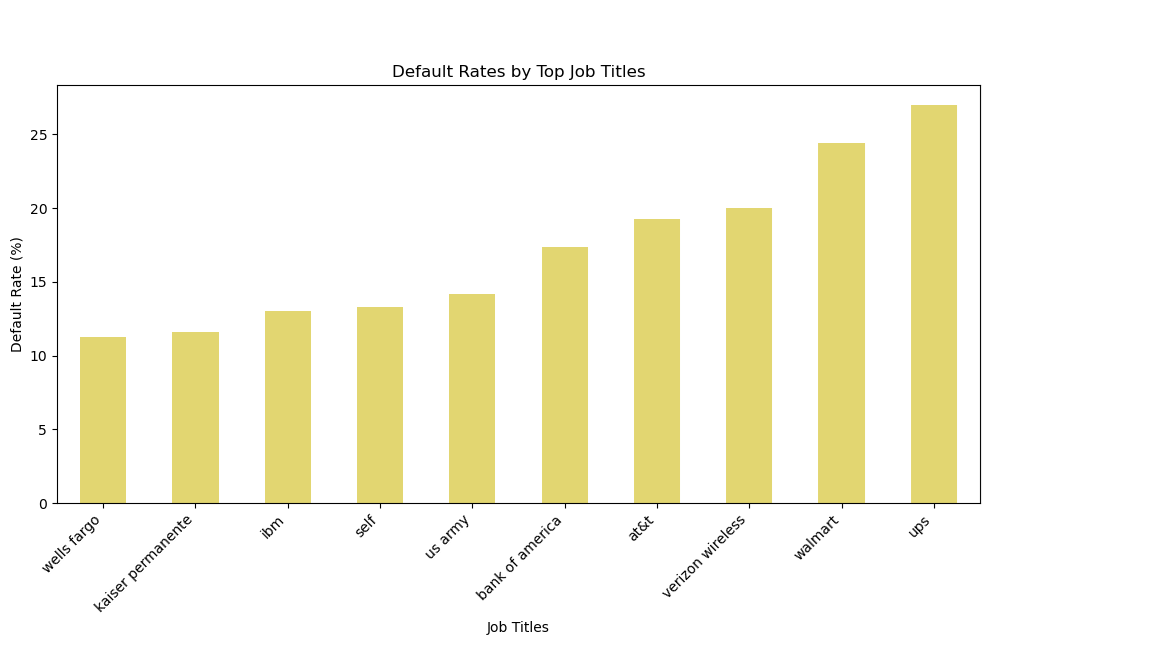 Default Rates by Top Job Titles
Default Rate (%)
25
20
15
10
5
0
wells fargo
kaiser permanente
ibm
self
us army
bank of america
at&t
verizon wireless
walmart
ups
Job Titles